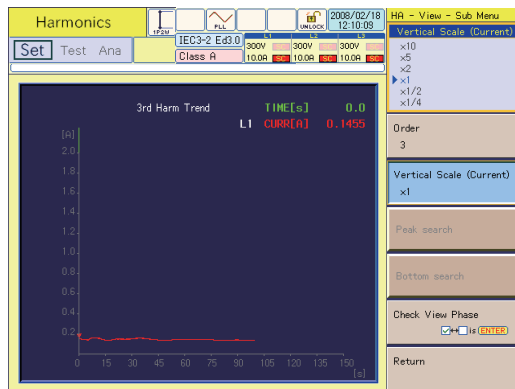 Harmonics
1P2W
PLL
UNLOCK
2008/02/18
12:10:09
Set Test Ana
IEC3-2 Ed3.0
Class A
L1 L2 L3
300V 300V 300V
10.0A SC 10.0A SC 10.0A SC
3rd Harm Trend TIME[s] 0.0
L1 CURR[A] 0.1455
[A]
2.0
1.8
1.6
1.4
1.2
1.0
0.8
0.6
0.4
0.2
0 15 30 45 60 75 90 105 120 135 150
[s]
HA - View - Sub Menu
Vertical Scale (Current)
×10
×5
×2
×1
×1/2
×1/4
Order
3
Vertical Scale (Current)
×1
Peak search
Bottom search
Check View Phase
is ENTER
Return